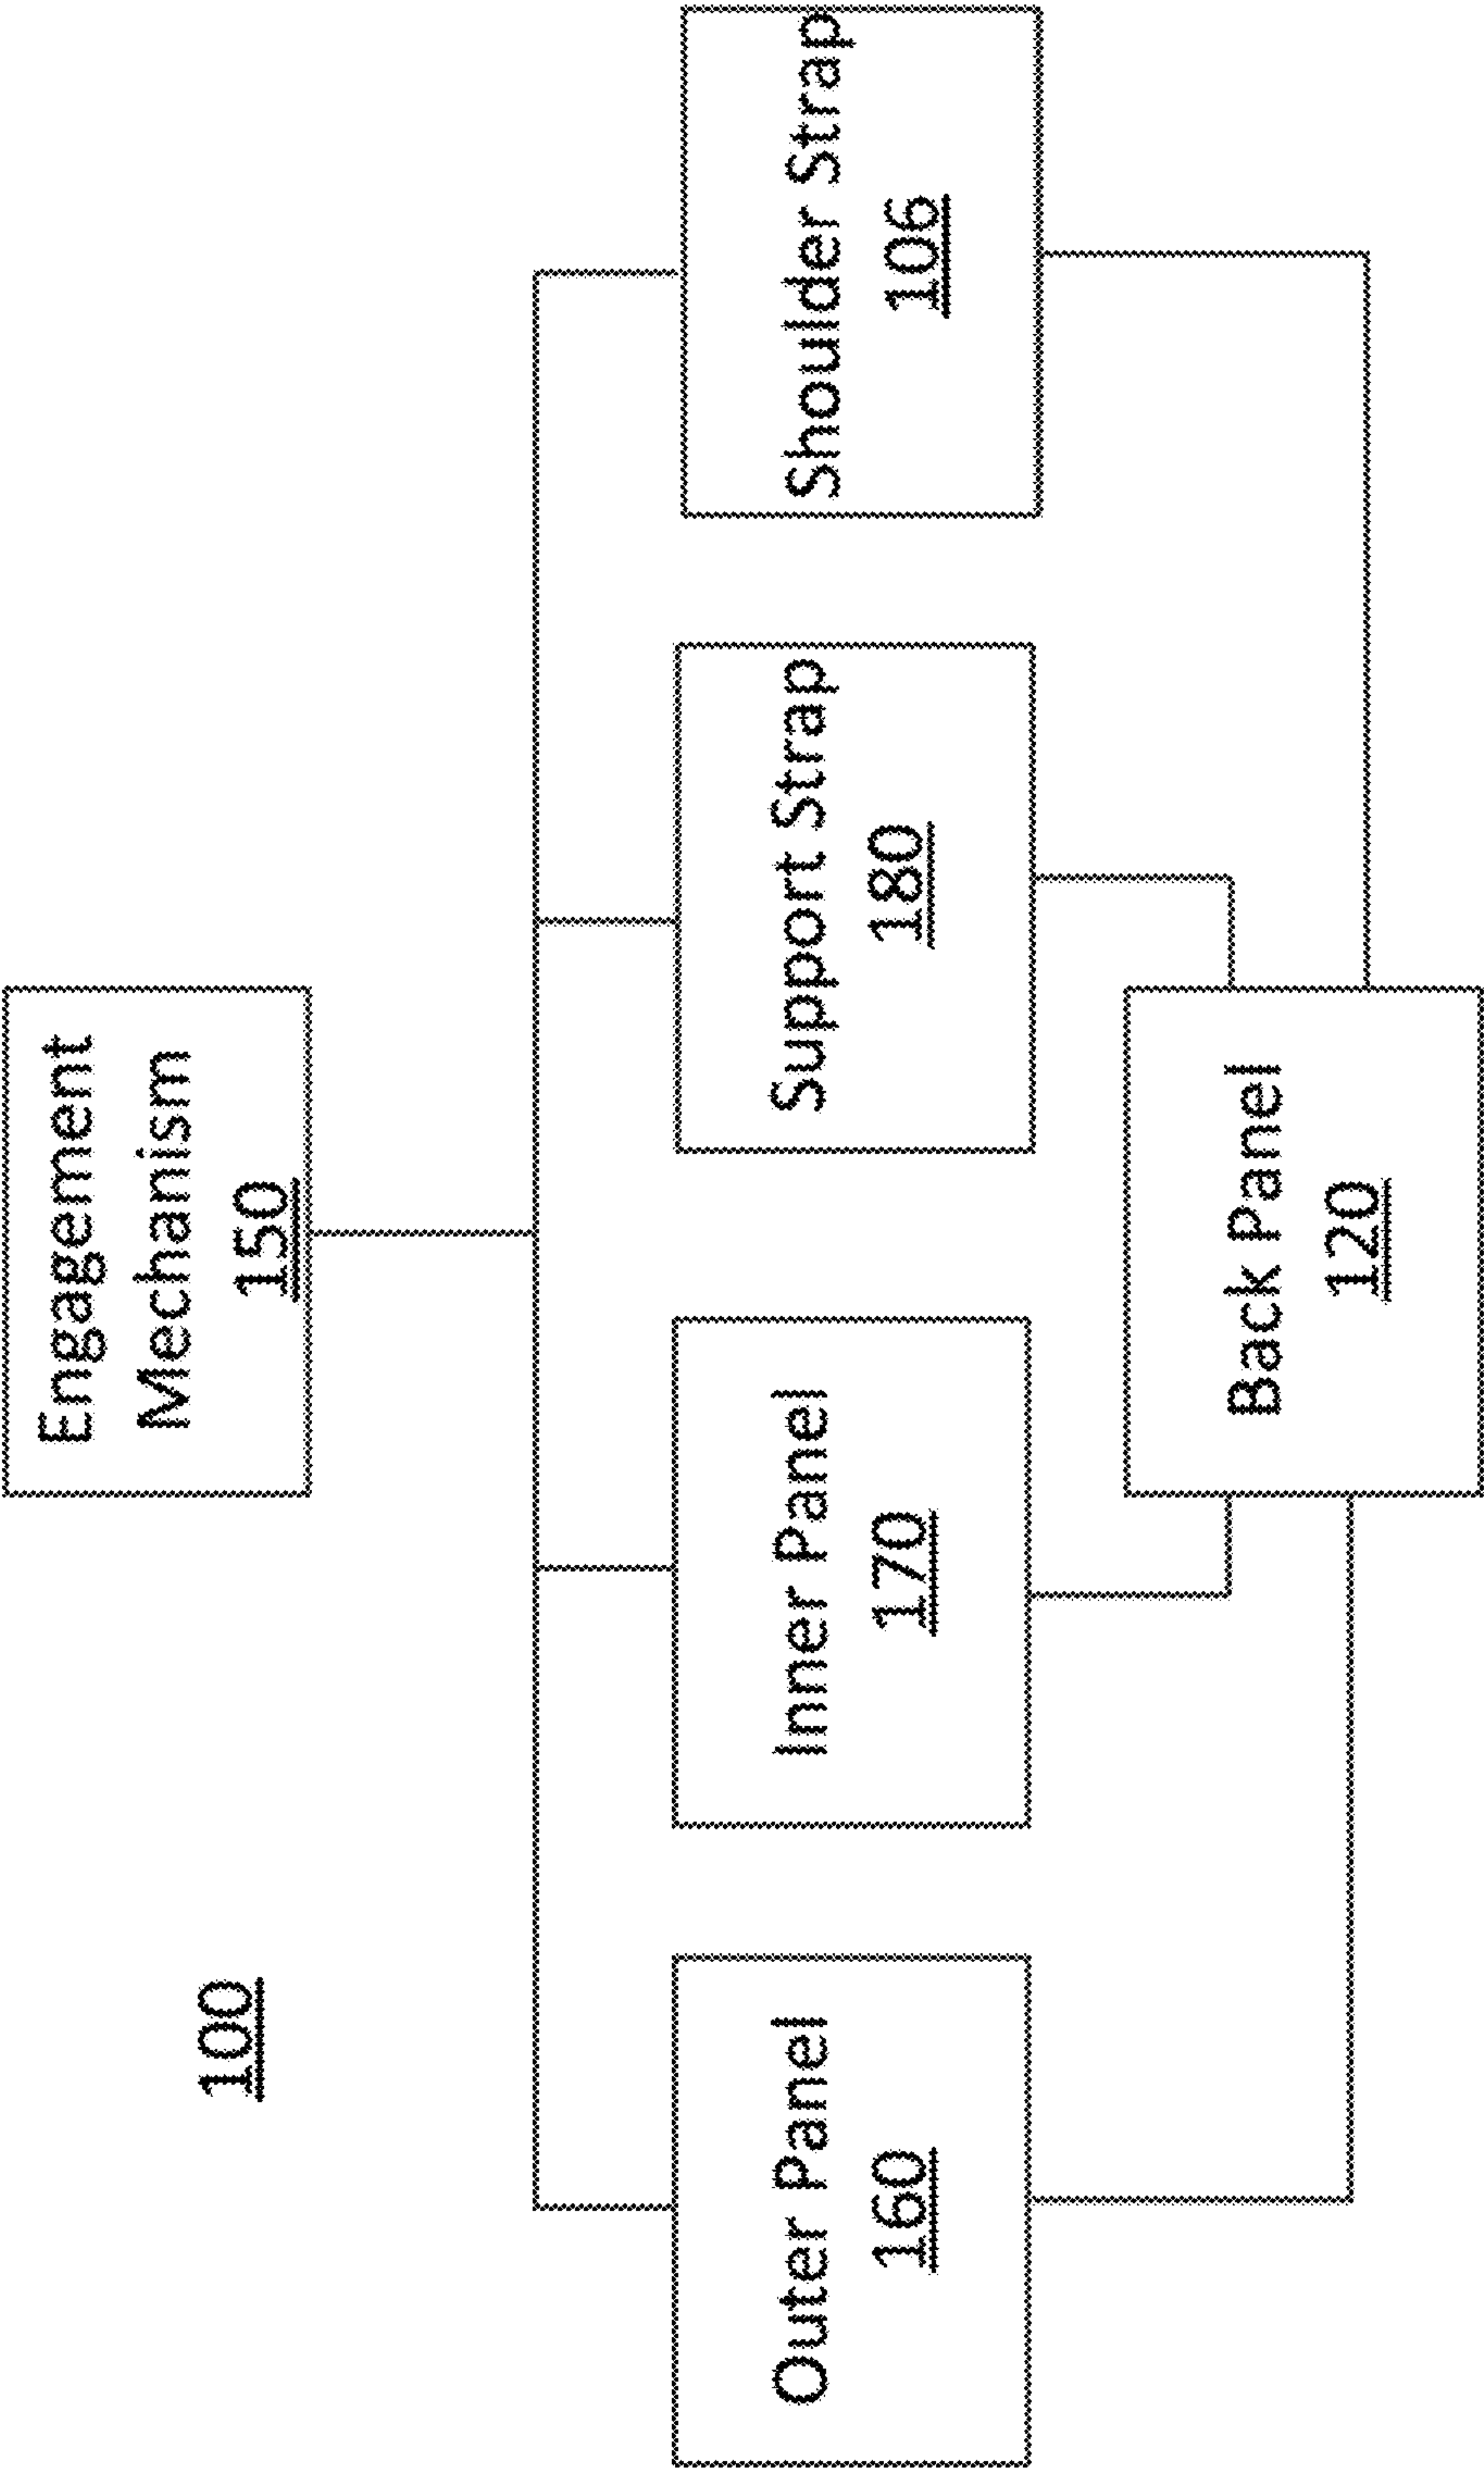 100
Engagement
Mechanism
150
Outer Panel
160
Inner Panel
170
Support Strap
180
Shoulder Strap
106
Back Panel
120